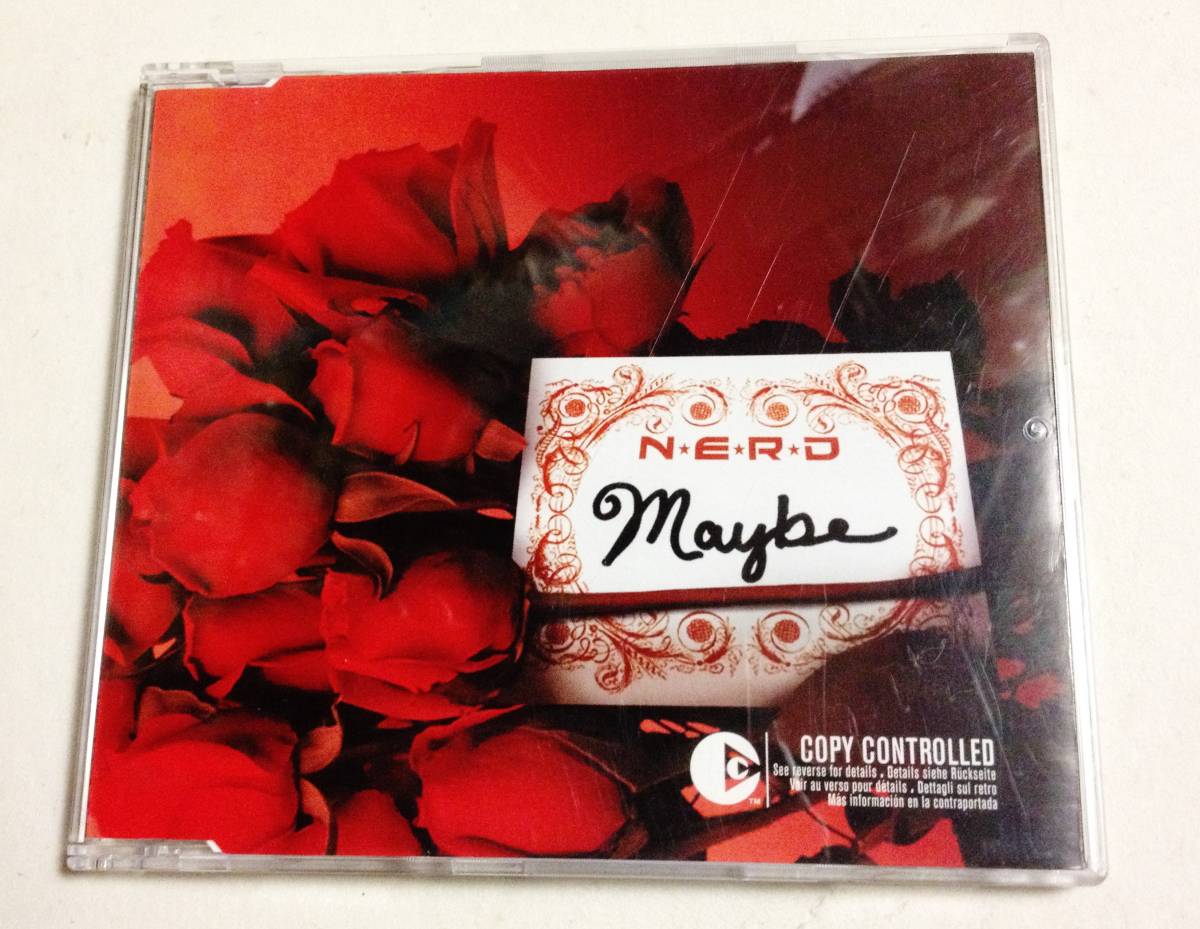 N★E★R★D
Maybe
COPY CONTROLLED
See reverse for details . Details siehe Rückseite
Voir au verso pour détails . Dettagli sul retro
Más información en la contraportada
C
TM